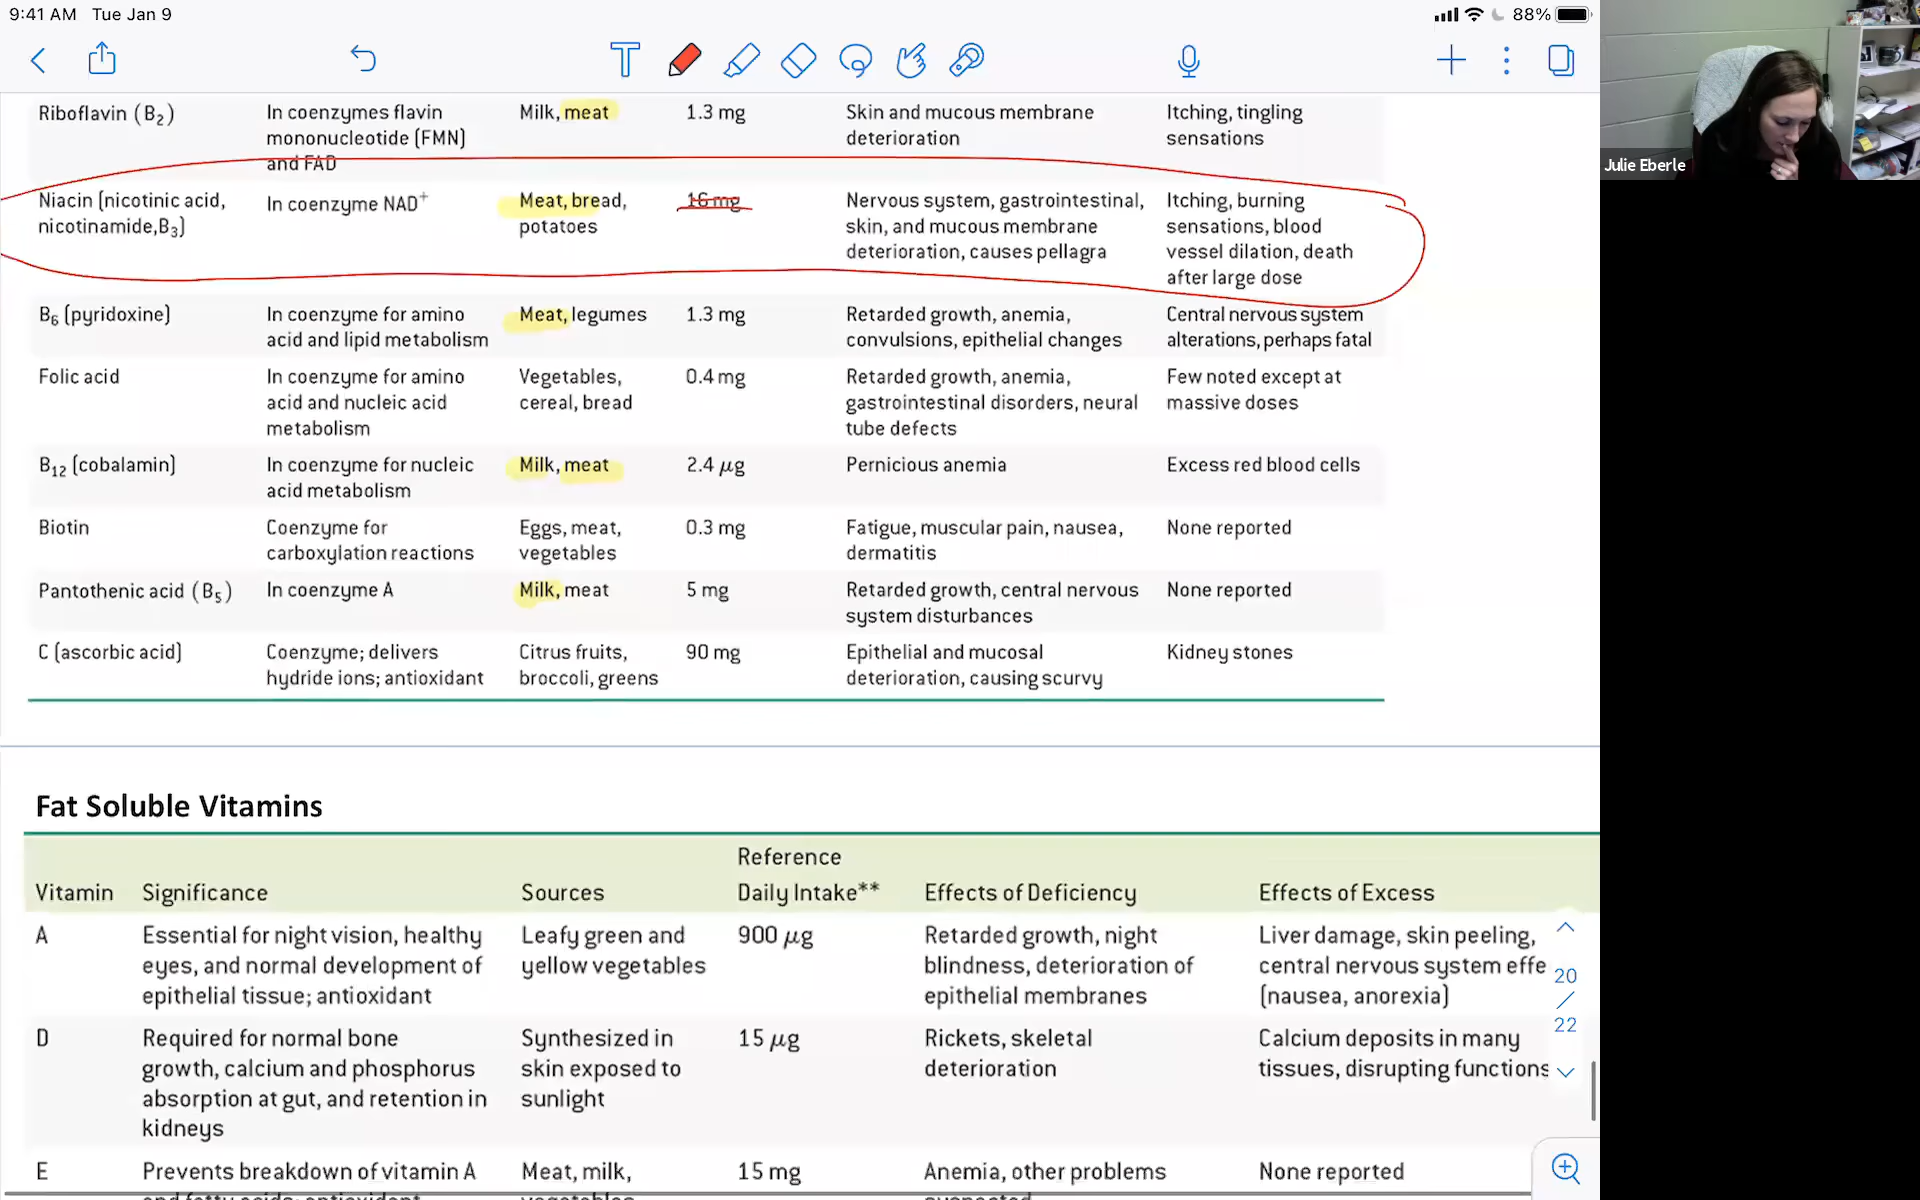 9:41 AM Tue Jan 9
88%
Julie Eberle
Riboflavin (B₂) In coenzymes flavin Milk, meat 1.3 mg Skin and mucous membrane Itching, tingling
mononucleotide (FMN) deterioration sensations
and FAD
Niacin (nicotinic acid, In coenzyme NAD⁺ Meat, bread, 16 mg Nervous system, gastrointestinal, Itching, burning
nicotinamide,B₃) potatoes skin, and mucous membrane sensations, blood
deterioration, causes pellagra vessel dilation, death
after large dose
B₆ (pyridoxine) In coenzyme for amino Meat, legumes 1.3 mg Retarded growth, anemia, Central nervous system
acid and lipid metabolism convulsions, epithelial changes alterations, perhaps fatal
Folic acid In coenzyme for amino Vegetables, 0.4 mg Retarded growth, anemia, Few noted except at
acid and nucleic acid cereal, bread gastrointestinal disorders, neural massive doses
metabolism tube defects
B₁₂ (cobalamin) In coenzyme for nucleic Milk, meat 2.4 μg Pernicious anemia Excess red blood cells
acid metabolism
Biotin Coenzyme for Eggs, meat, 0.3 mg Fatigue, muscular pain, nausea, None reported
carboxylation reactions vegetables dermatitis
Pantothenic acid (B₅) In coenzyme A Milk, meat 5 mg Retarded growth, central nervous None reported
system disturbances
C (ascorbic acid) Coenzyme; delivers Citrus fruits, 90 mg Epithelial and mucosal Kidney stones
hydride ions; antioxidant broccoli, greens deterioration, causing scurvy
Fat Soluble Vitamins
Reference
Vitamin Significance Sources Daily Intake** Effects of Deficiency Effects of Excess
A Essential for night vision, healthy Leafy green and 900 μg Retarded growth, night Liver damage, skin peeling,
eyes, and normal development of yellow vegetables blindness, deterioration of central nervous system effe
epithelial tissue; antioxidant epithelial membranes (nausea, anorexia)
20
/
22
D Required for normal bone Synthesized in 15 μg Rickets, skeletal Calcium deposits in many
growth, calcium and phosphorus skin exposed to deterioration tissues, disrupting functions
absorption at gut, and retention in sunlight
kidneys
E Prevents breakdown of vitamin A Meat, milk, 15 mg Anemia, other problems None reported